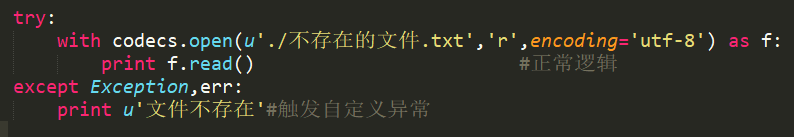 try:
    with codecs.open(u'./不存在的文件.txt','r',encoding='utf-8') as f:
        print f.read()                          #正常逻辑
except Exception,err:
    print u'文件不存在'#触发自定义异常